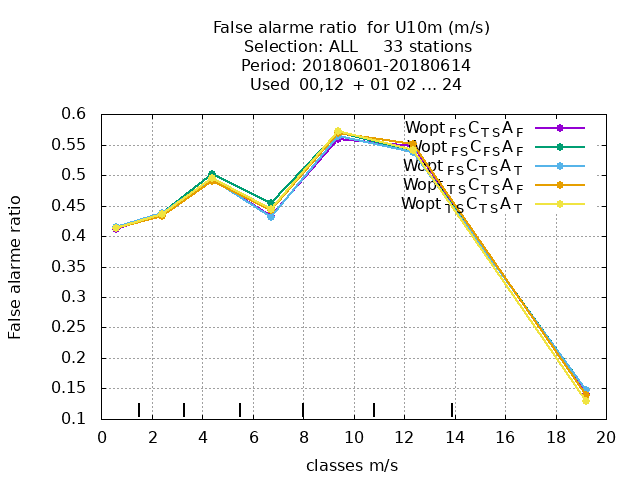 False alarme ratio  for U10m (m/s)
Selection: ALL     33 stations
Period: 20180601-20180614
Used  00,12  + 01 02 ... 24
0.6
0.55
0.5
0.45
0.4
0.35
0.3
0.25
0.2
0.15
0.1
False alarme ratio
Wopt FS C TS A F
Wopt FS C FS A F
Wopt FS C TS A T
Wopt TS C TS A F
Wopt TS C TS A T
0 2 4 6 8 10 12 14 16 18 20
classes m/s